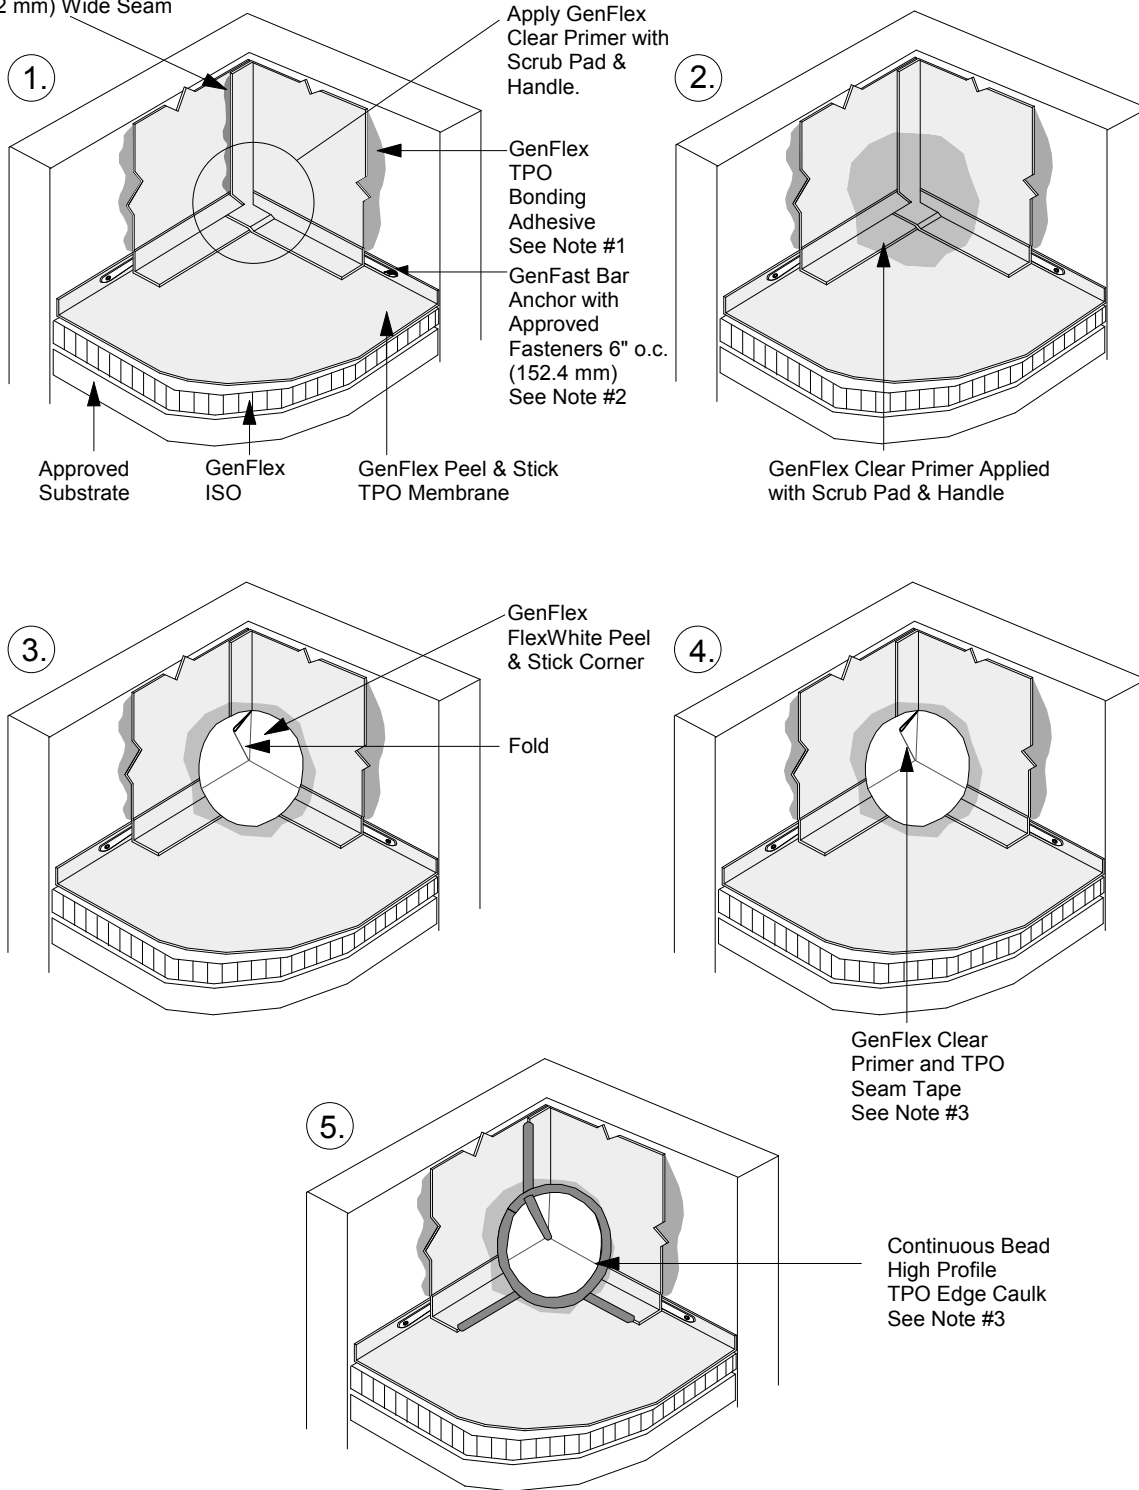 2 mm) Wide Seam
1.
Apply GenFlex
Clear Primer with
Scrub Pad &
Handle.
GenFlex
TPO
Bonding
Adhesive
See Note #1
GenFast Bar
Anchor with
Approved
Fasteners 6" o.c.
(152.4 mm)
See Note #2
Approved
Substrate
GenFlex
ISO
GenFlex Peel & Stick
TPO Membrane
2.
GenFlex Clear Primer Applied
with Scrub Pad & Handle
3.
GenFlex
FlexWhite Peel
& Stick Corner
Fold
4.
GenFlex Clear
Primer and TPO
Seam Tape
See Note #3
5.
Continuous Bead
High Profile
TPO Edge Caulk
See Note #3